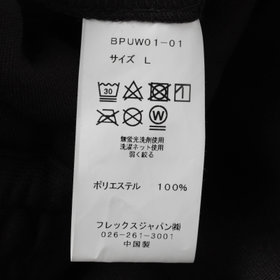 BPUW01-01
サイズ L
30
W
無蛍光洗剤使用
洗濯ネット使用
弱く絞る
ポリエステル 100%
フレックスジャパン㈱
026-261-3001
中国製